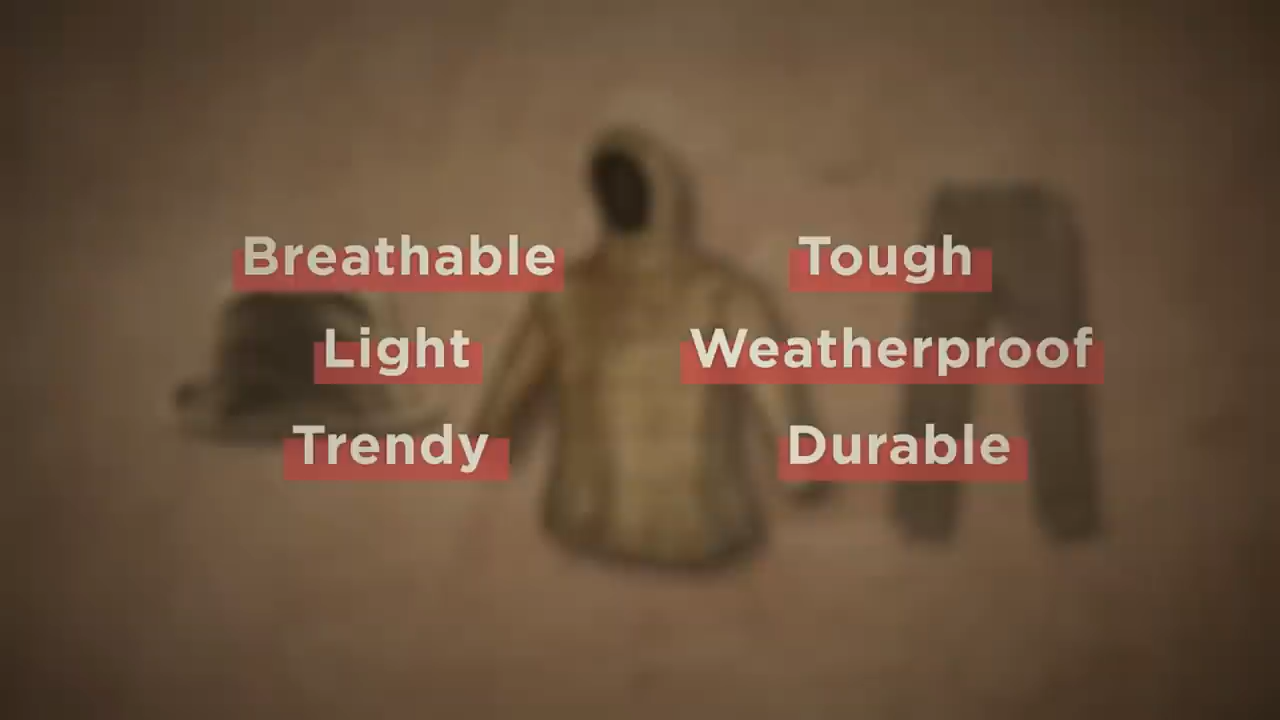 Breathable
Light
Trendy
Tough
Weatherproof
Durable